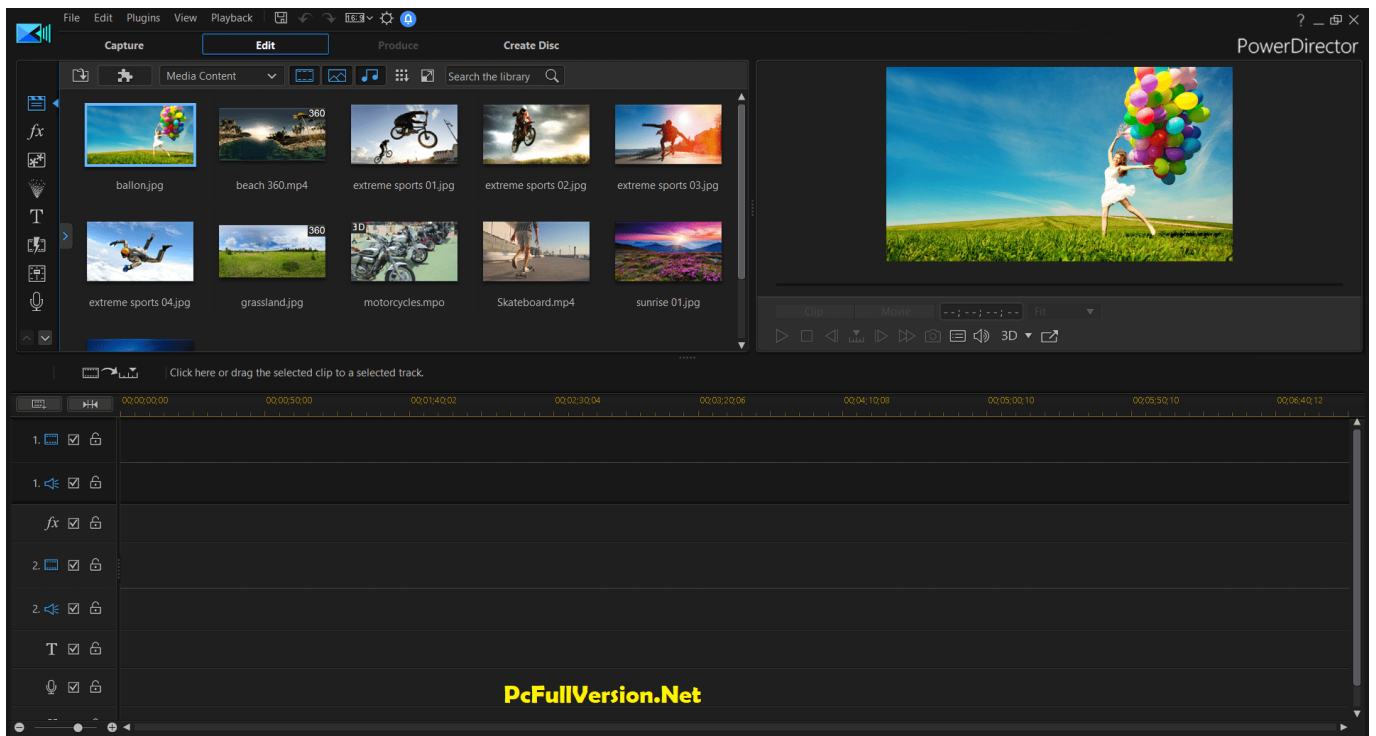 File Edit Plugins View Playback 16:9 ?
Capture Edit Produce Create Disc PowerDirector
Media Content Search the library
fx
T
360
ballon.jpg beach 360.mp4 extreme sports 01.jpg extreme sports 02.jpg extreme sports 03.jpg
360 3D
extreme sports 04.jpg grassland.jpg motorcycles.mpo Skateboard.mp4 sunrise 01.jpg
Clip Movie --;--;--;-- Fit
3D
Click here or drag the selected clip to a selected track.
00;00;00;00 00;00;50;00 00;01;40;02 00;02;30;04 00;03;20;06 00;04;10;08 00;05;00;10 00;05;50;10 00;06;40;12
1.
1.
fx
2.
2.
T
PcFullVersion.Net